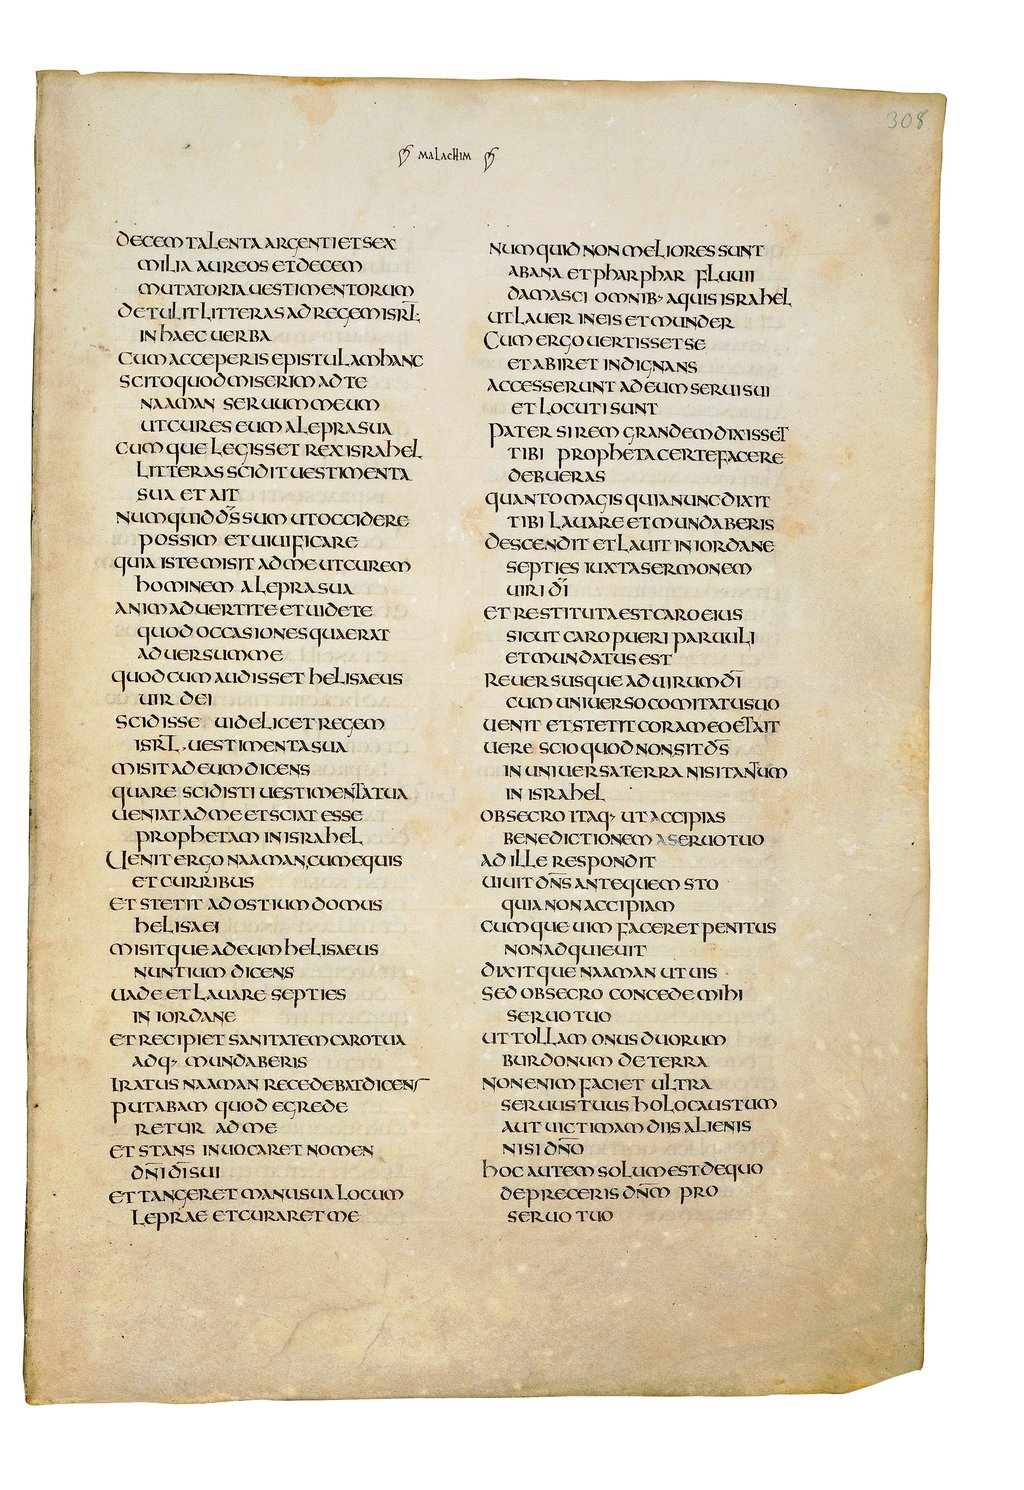 308
MALACHIM
DECEM TALENTA ARGENTI ET SEX
MILIA AUREOS ET DECEM
MUTATORIA UESTIMENTORUM
DETULIT LITTERAS AD REGEM ISRL̅
IN HAEC UERBA
CUM ACCEPERIS EPISTULAM HANC
SCITO QUOD MISERIM AD TE
NAAMAN SERUUM MEUM
UT CURES EUM A LEPRA SUA
CUMQUE LEGISSET REX ISRAHEL
LITTERAS SCIDIT UESTIMENTA
SUA ET AIT
NUMQUID D̅S̅ SUM UT OCCIDERE
POSSIM ET UIUIFICARE
QUIA ISTE MISIT AD ME UT CUREM
HOMINEM A LEPRA SUA
ANIMADUERTITE ET UIDETE
QUOD OCCASIONES QUAERAT
ADUERSUM ME
QUOD CUM AUDISSET HELISAEUS
UIR DEI
SCIDISSE UIDELICET REGEM
ISRL̅ UESTIMENTA SUA
MISIT AD EUM DICENS
QUARE SCIDISTI UESTIMENTA TUA
UENIAT AD ME ET SCIAT ESSE
PROPHETAM IN ISRAHEL
UENIT ERGO NAAMAN CUM EQUIS
ET CURRIBUS
ET STETIT AD OSTIUM DOMUS
HELISAEI
MISITQUE AD EUM HELISAEUS
NUNTIUM DICENS
UADE ET LAUARE SEPTIES
IN IORDANE
ET RECIPIET SANITATEM CARO TUA
ADQ, MUNDABERIS
IRATUS NAAMAN RECEDEBAT DICENS
PUTABAM QUOD EGREDE
RETUR AD ME
ET STANS INUOCARET NOMEN
D̅N̅I̅ D̅I̅ SUI
ET TANGERET MANU SUA LOCUM
LEPRAE ET CURARET ME
NUMQUID NON MELIORES SUNT
ABANA ET PHARPHAR FLUUII
DAMASCI OMNIB, AQUIS ISRAHEL
UT LAUER IN EIS ET MUNDER
CUM ERGO UERTISSET SE
ET ABIRET INDIGNANS
ACCESSERUNT AD EUM SERUI SUI
ET LOCUTI SUNT
PATER SI REM GRANDEM DIXISSET
TIBI PROPHETA CERTE FACERE
DEBUERAS
QUANTO MAGIS QUIA NUNC DIXIT
TIBI LAUARE ET MUNDABERIS
DESCENDIT ET LAUIT IN IORDANE
SEPTIES IUXTA SERMONEM
UIRI D̅I̅
ET RESTITUTA EST CARO EIUS
SICUT CARO PUERI PARUULI
ET MUNDATUS EST
REUERSUSQUE AD UIRUM D̅I̅
CUM UNIUERSO COMITATU SUO
UENIT ET STETIT CORAM EO ET AIT
UERE SCIO QUOD NON SIT D̅S̅
IN UNIUERSA TERRA NISI TANTUM
IN ISRAHEL
OBSECRO ITAQ, UT ACCIPIAS
BENEDICTIONEM A SERUO TUO
AD ILLE RESPONDIT
UIUIT D̅N̅S̅ ANTE QUEM STO
QUIA NON ACCIPIAM
CUMQUE UIM FACERET PENITUS
NON ADQUIEUIT
DIXITQUE NAAMAN UT UIS
SED OBSECRO CONCEDE MIHI
SERUO TUO
UT TOLLAM ONUS DUORUM
BURDONUM DE TERRA
NON ENIM FACIET ULTRA
SERUUS TUUS HOLOCAUSTUM
AUT UICTIMAM DIIS ALIENIS
NISI D̅N̅O̅
HOC AUTEM SOLUM EST DE QUO
DEPRECERIS D̅N̅M̅ PRO
SERUO TUO